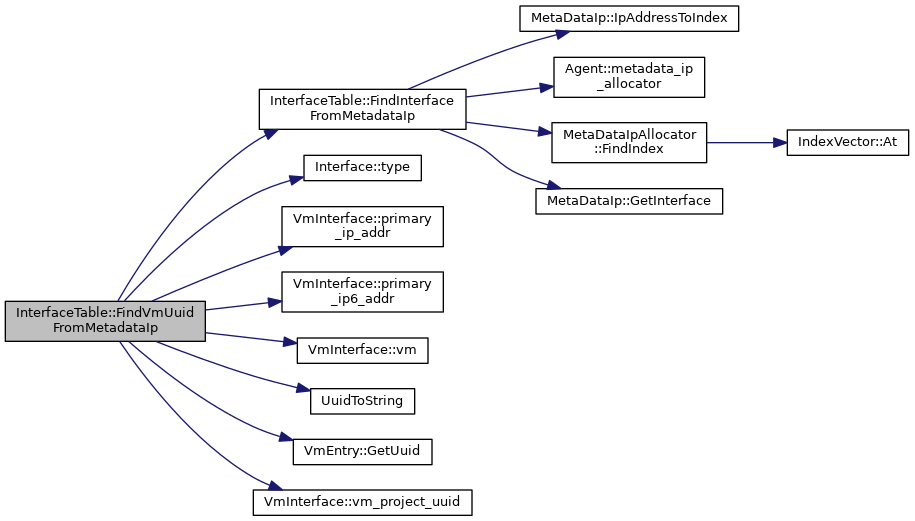 MetaDataIp::IpAddressToIndex
Agent::metadata_ip
_allocator
InterfaceTable::FindInterface
FromMetadataIp
MetaDataIpAllocator
::FindIndex
IndexVector::At
Interface::type
MetaDataIp::GetInterface
VmInterface::primary
_ip_addr
VmInterface::primary
_ip6_addr
InterfaceTable::FindVmUuid
FromMetadataIp
VmInterface::vm
UuidToString
VmEntry::GetUuid
VmInterface::vm_project_uuid